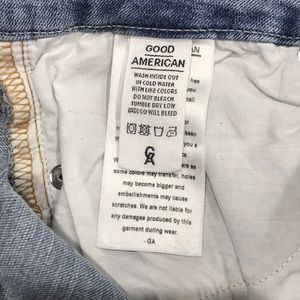 GOOD
AMERICAN
AN
WASH INSIDE OUT
IN COLD WATER
WITH LIKE COLORS
DO NOT BLEACH
TUMBLE DRY LOW
INDIGO WILL BLEED
has
GA
some colors may transfer, holes
may become bigger and
embellishments may cause
scratches. We are not liable for
any damages produced by this
garment during wear.
- GA